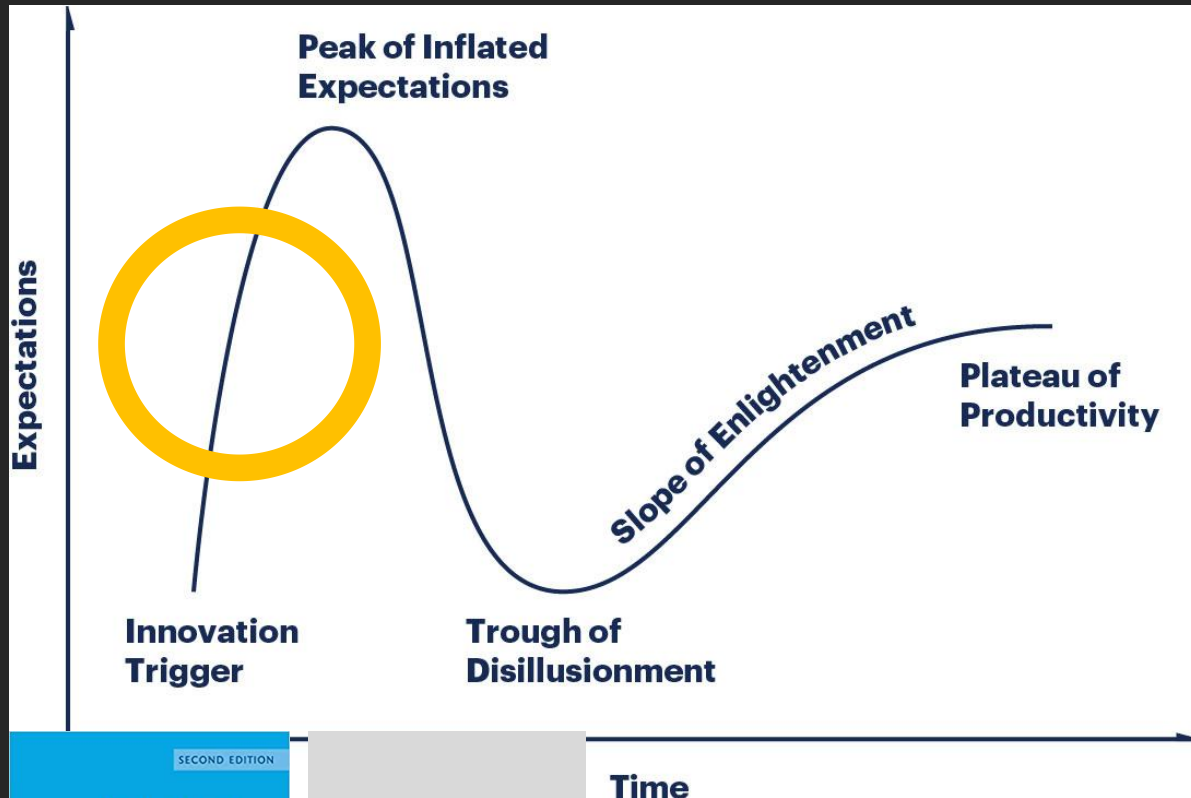 Peak of Inflated
Expectations
Expectations
Slope of Enlightenment
Plateau of
Productivity
Innovation
Trigger
Trough of
Disillusionment
SECOND EDITION
Time